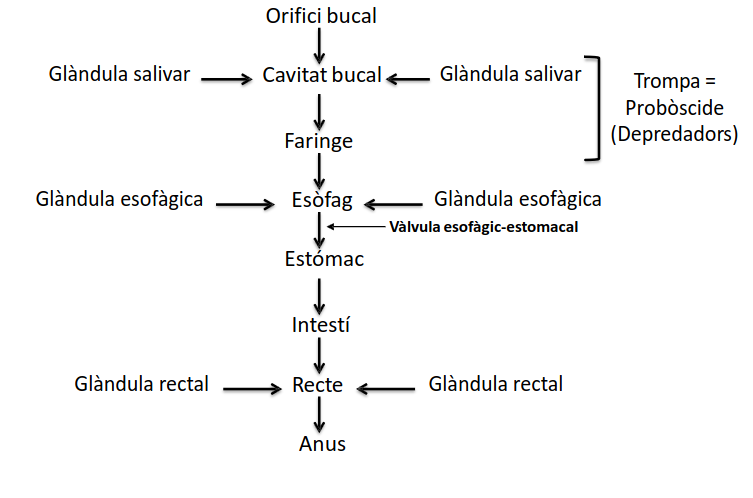 Orifici bucal
Glàndula salivar
Cavitat bucal
Glàndula salivar
Trompa =
Probòscide
(Depredadors)
Faringe
Glàndula esofàgica
Esòfag
Glàndula esofàgica
Vàlvula esofàgic-estomacal
Estómac
Intestí
Glàndula rectal
Recte
Glàndula rectal
Anus